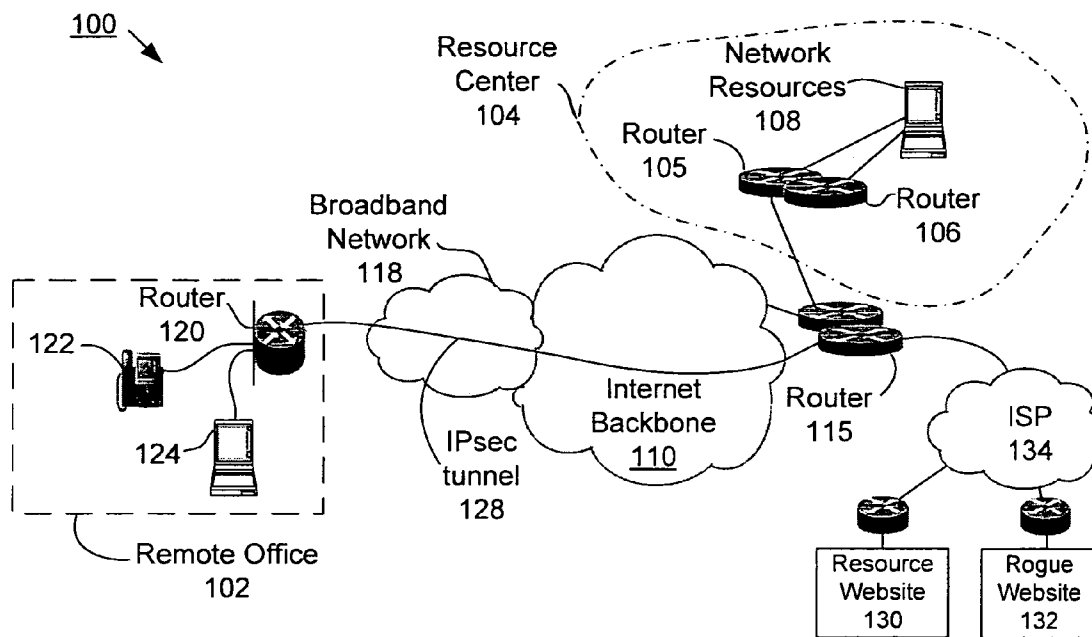 100
Resource
Center
104
Network
Resources
108
Router
105
Router
106
Broadband
Network
118
Router
120
122
124
IPsec
tunnel
128
Internet
Backbone
110
Router
115
ISP
134
Remote Office
102
Resource
Website
130
Rogue
Website
132